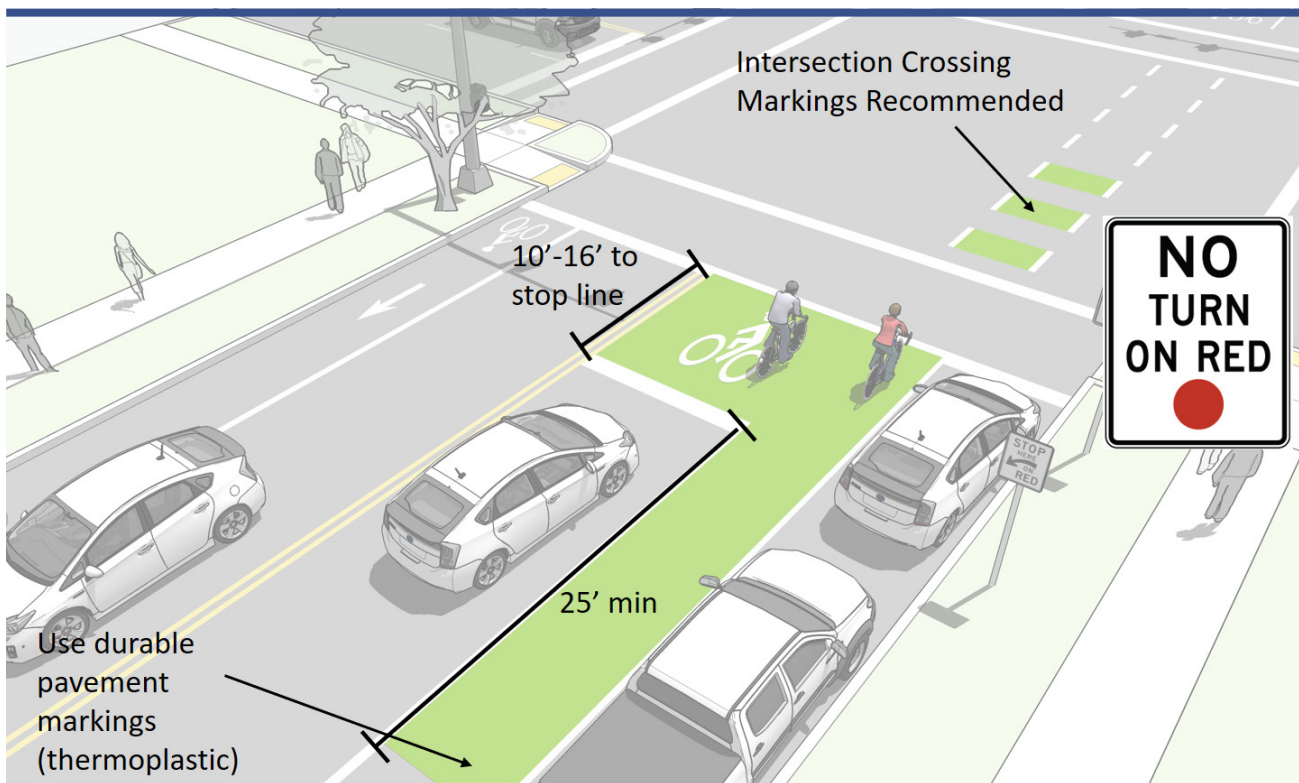 Intersection Crossing
Markings Recommended
10’-16’ to
stop line
NO
TURN
ON RED
STOP
HERE
ON
RED
25’ min
Use durable
pavement
markings
(thermoplastic)